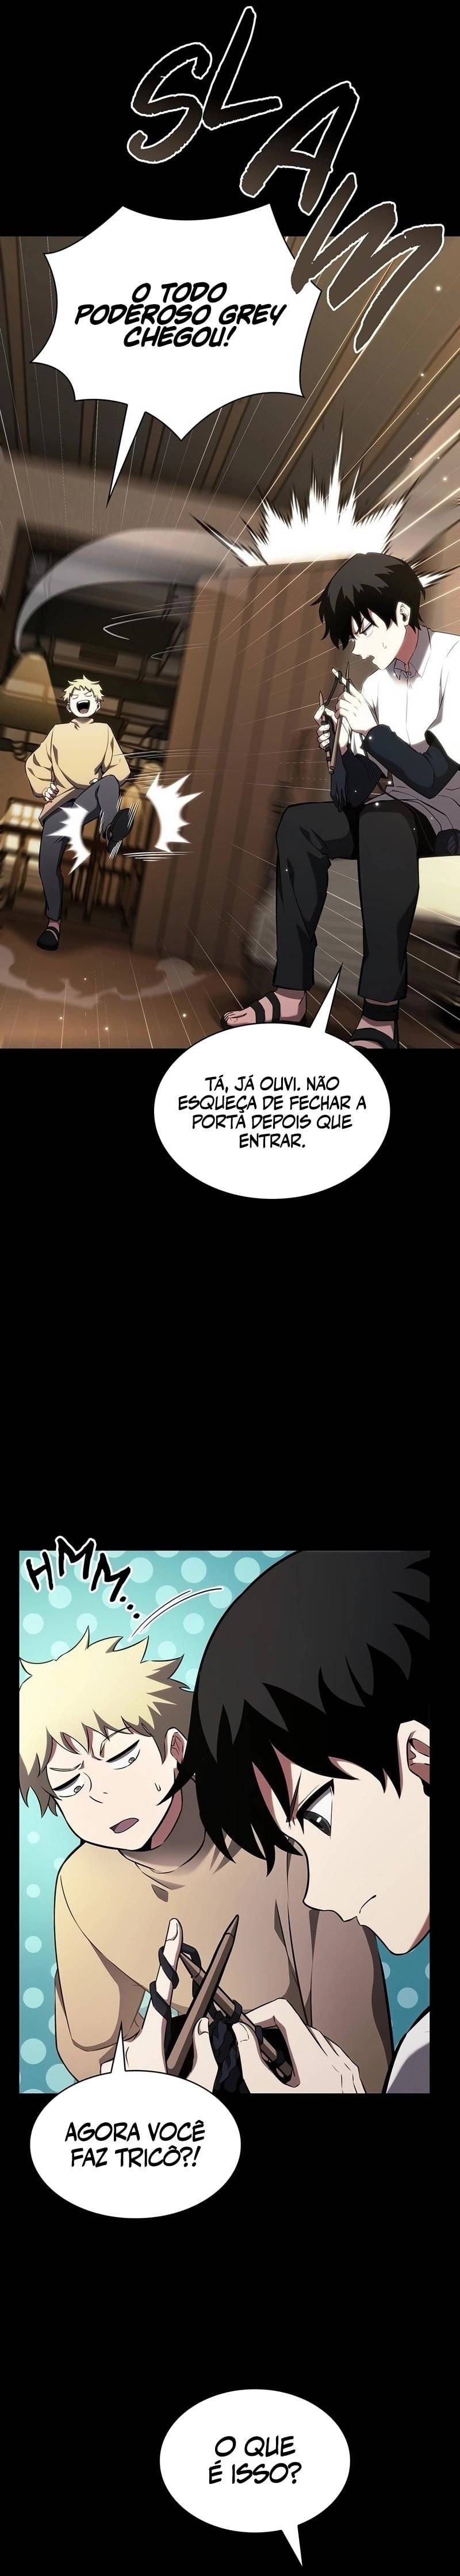 SLAM
O TODO
PODEROSO GREY
CHEGOU!
TÁ, JÁ OUVI. NÃO
ESQUEÇA DE FECHAR A
PORTA DEPOIS QUE
ENTRAR.
HMM...
AGORA VOCÊ
FAZ TRICÔ?!
O QUE
É ISSO?